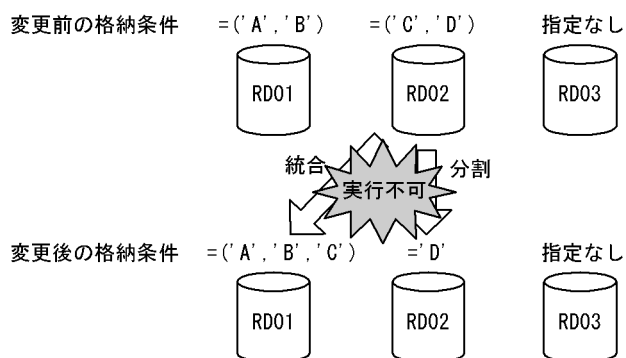 変更前の格納条件 =('A','B') =('C','D') 指定なし
RD01 RD02 RD03
統合 分割
実行不可
変更後の格納条件 =('A','B','C') ='D' 指定なし
RD01 RD02 RD03